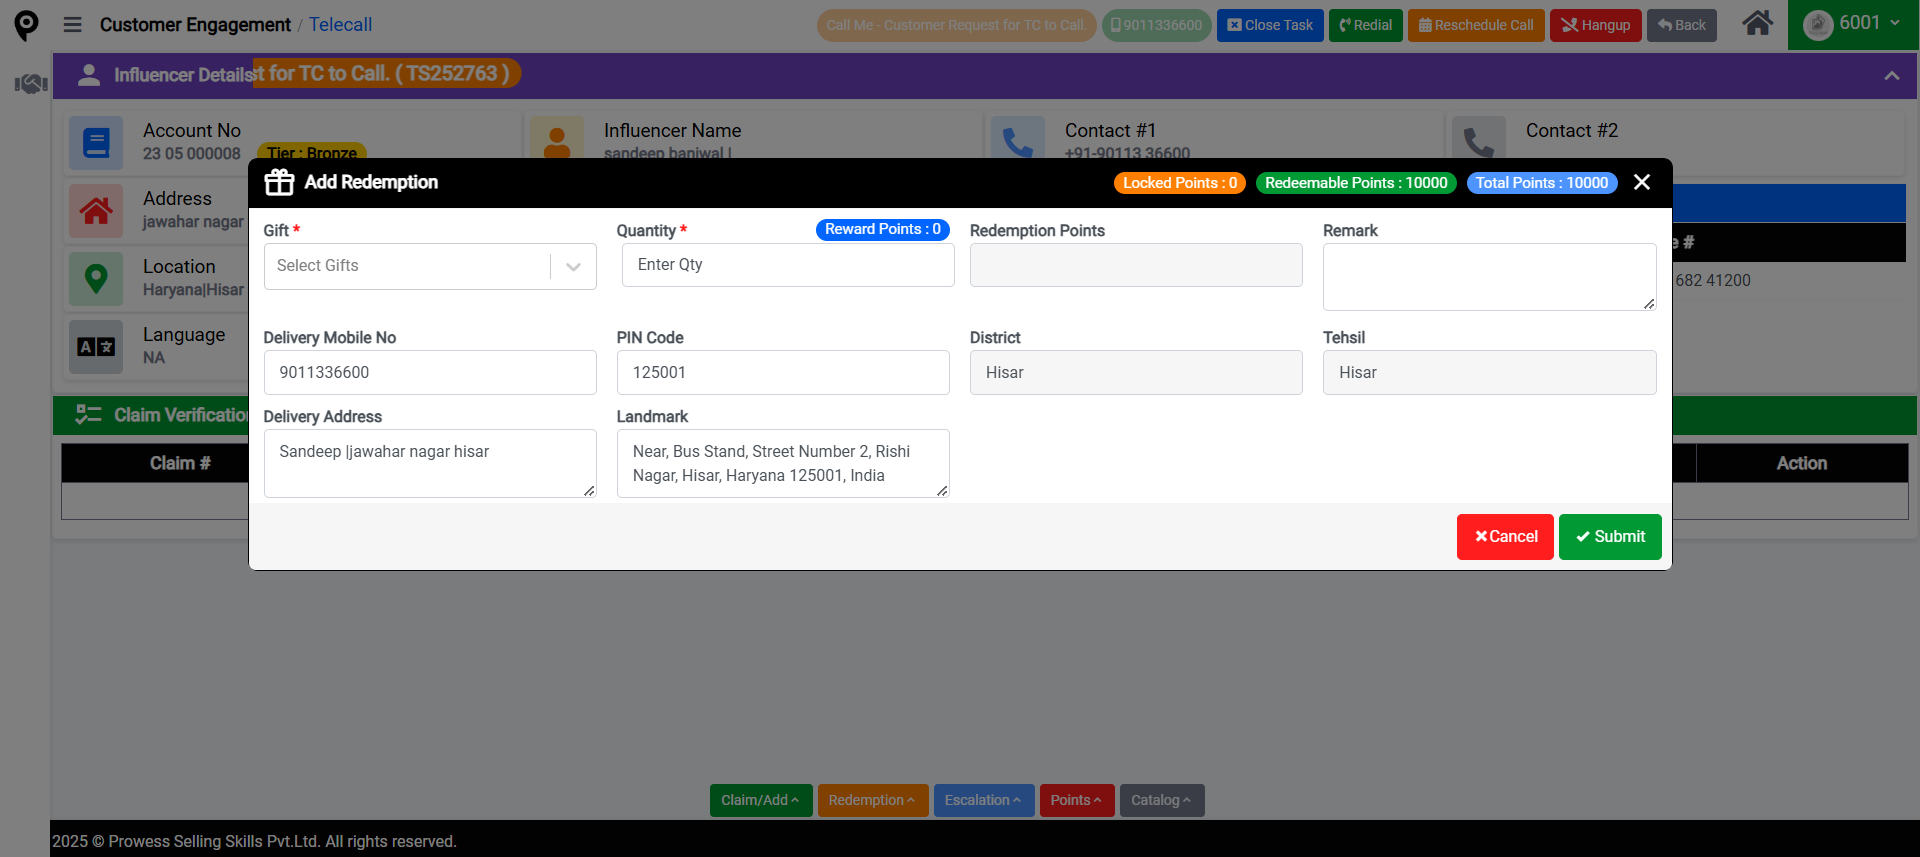 Customer Engagement / Telecall
Call Me - Customer Request for TC to Call.
9011336600
Close Task
Redial
Reschedule Call
Hangup
Back
6001
Influencer Details
st for TC to Call. ( TS252763 )
Account No
23 05 000008
Tier : Bronze
Influencer Name
sandeep baniwal |
Contact #1
+91-90113 36600
Contact #2
Address
jawahar nagar
Location
Haryana|Hisar
Language
NA
e #
682 41200
Claim Verification
Claim #
Action
Add Redemption
Locked Points : 0
Redeemable Points : 10000
Total Points : 10000
Gift *
Select Gifts
Quantity *
Reward Points : 0
Enter Qty
Redemption Points
Remark
Delivery Mobile No
9011336600
PIN Code
125001
District
Hisar
Tehsil
Hisar
Delivery Address
Sandeep |jawahar nagar hisar
Landmark
Near, Bus Stand, Street Number 2, Rishi
Nagar, Hisar, Haryana 125001, India
Cancel
Submit
Claim/Add
Redemption
Escalation
Points
Catalog
2025 © Prowess Selling Skills Pvt.Ltd. All rights reserved.